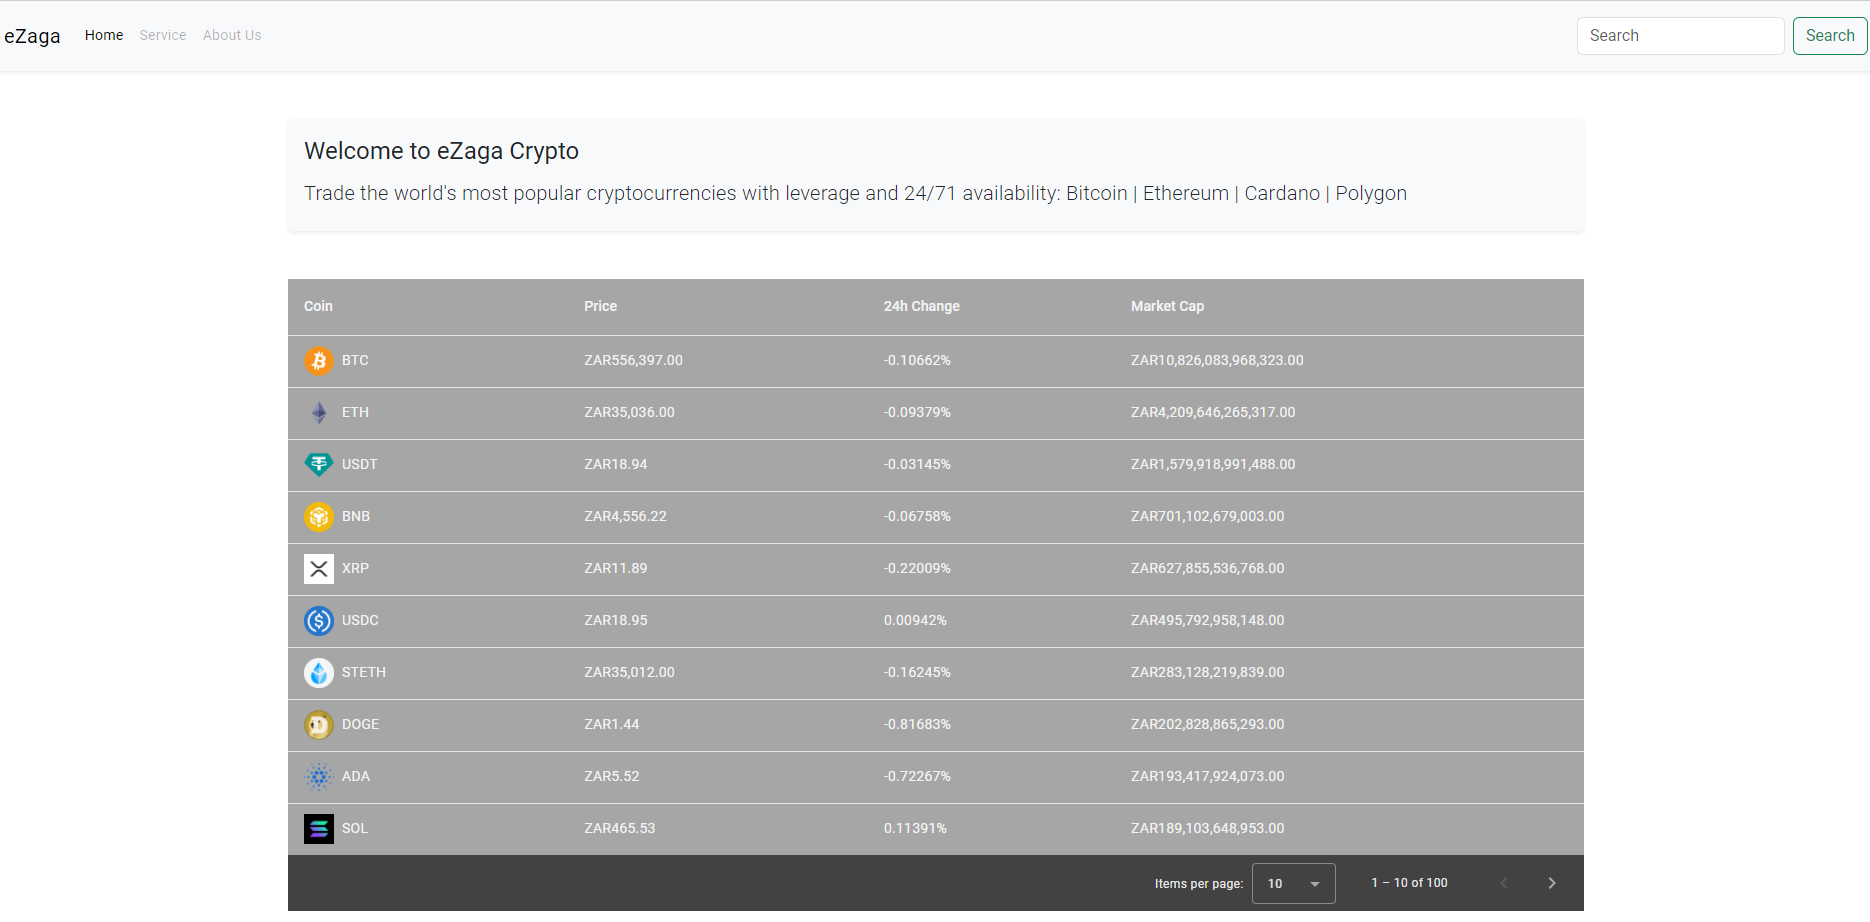 eZaga Home Service About Us Search Search
Welcome to eZaga Crypto
Trade the world's most popular cryptocurrencies with leverage and 24/71 availability: Bitcoin | Ethereum | Cardano | Polygon
Coin Price 24h Change Market Cap
BTC ZAR556,397.00 -0.10662% ZAR10,826,083,968,323.00
ETH ZAR35,036.00 -0.09379% ZAR4,209,646,265,317.00
USDT ZAR18.94 -0.03145% ZAR1,579,918,991,488.00
BNB ZAR4,556.22 -0.06758% ZAR701,102,679,003.00
XRP ZAR11.89 -0.22009% ZAR627,855,536,768.00
USDC ZAR18.95 0.00942% ZAR495,792,958,148.00
STETH ZAR35,012.00 -0.16245% ZAR283,128,219,839.00
DOGE ZAR1.44 -0.81683% ZAR202,828,865,293.00
ADA ZAR5.52 -0.72267% ZAR193,417,924,073.00
SOL ZAR465.53 0.11391% ZAR189,103,648,953.00
Items per page: 10 1 – 10 of 100